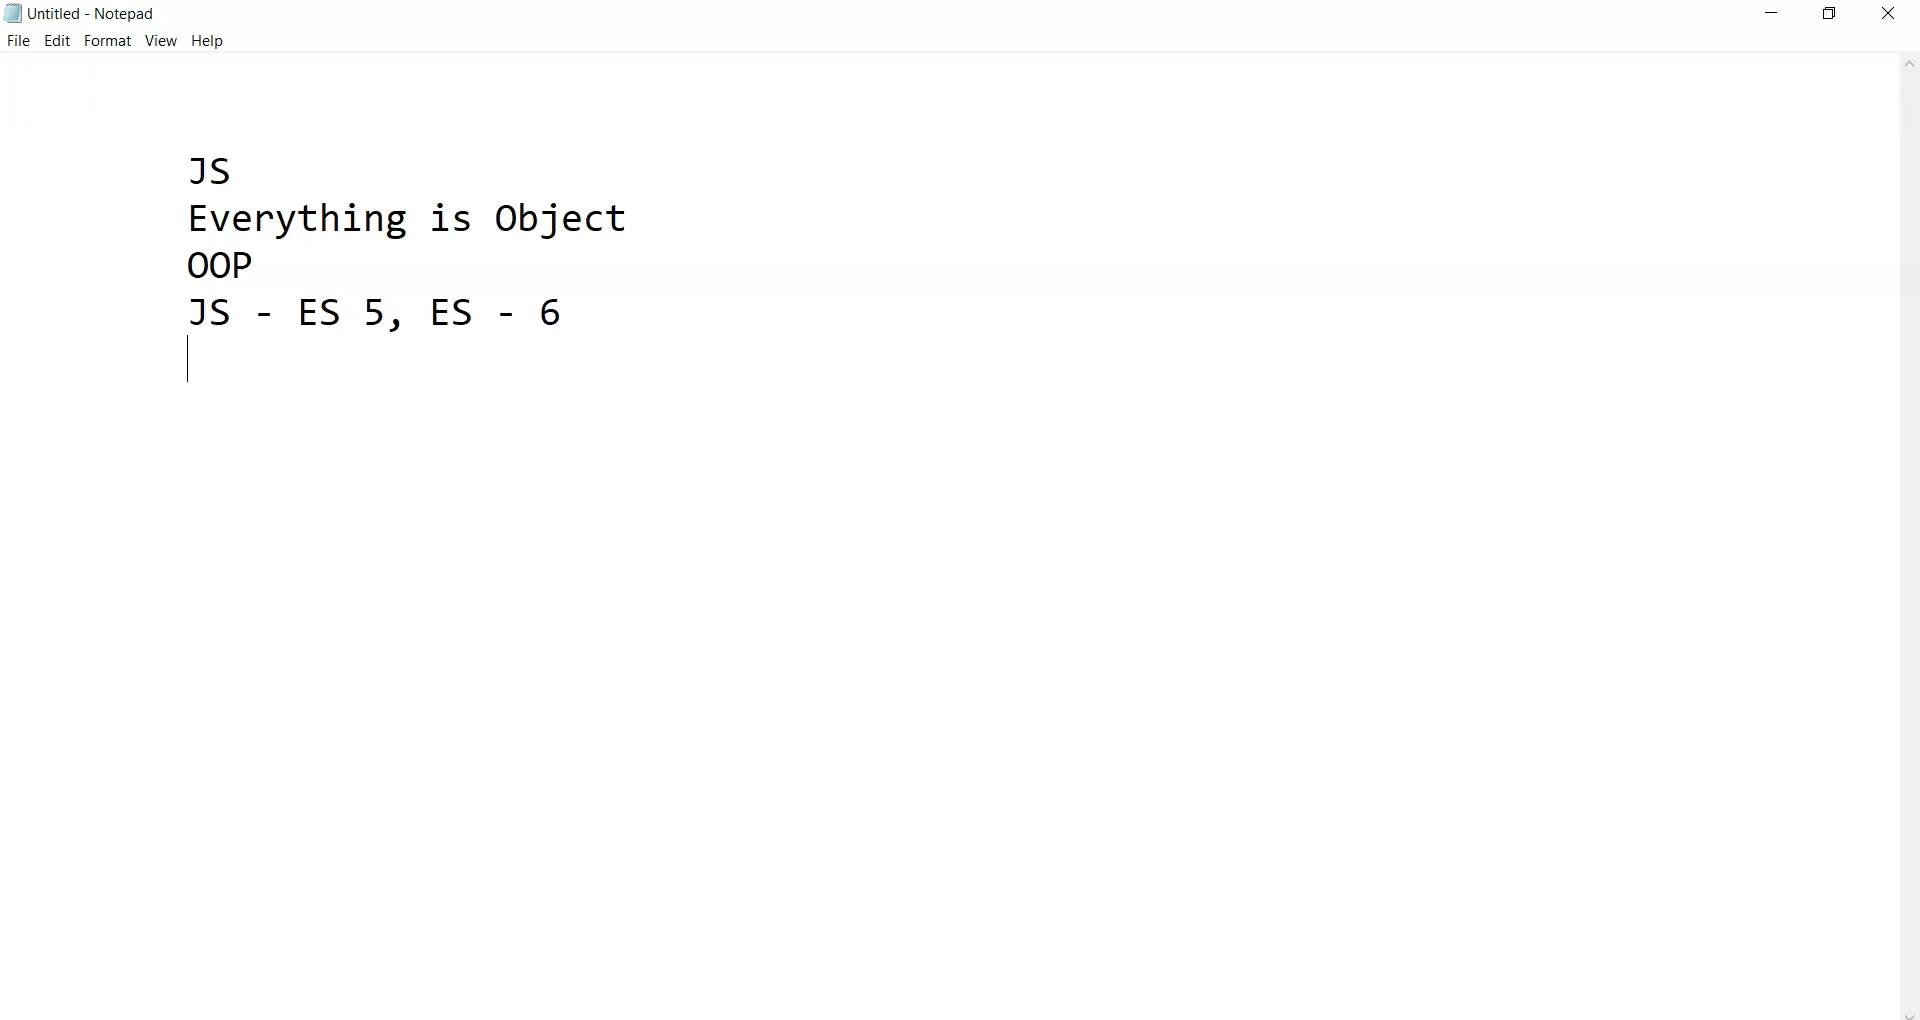 Untitled - Notepad
File Edit Format View Help
JS
Everything is Object
OOP
JS - ES 5, ES - 6